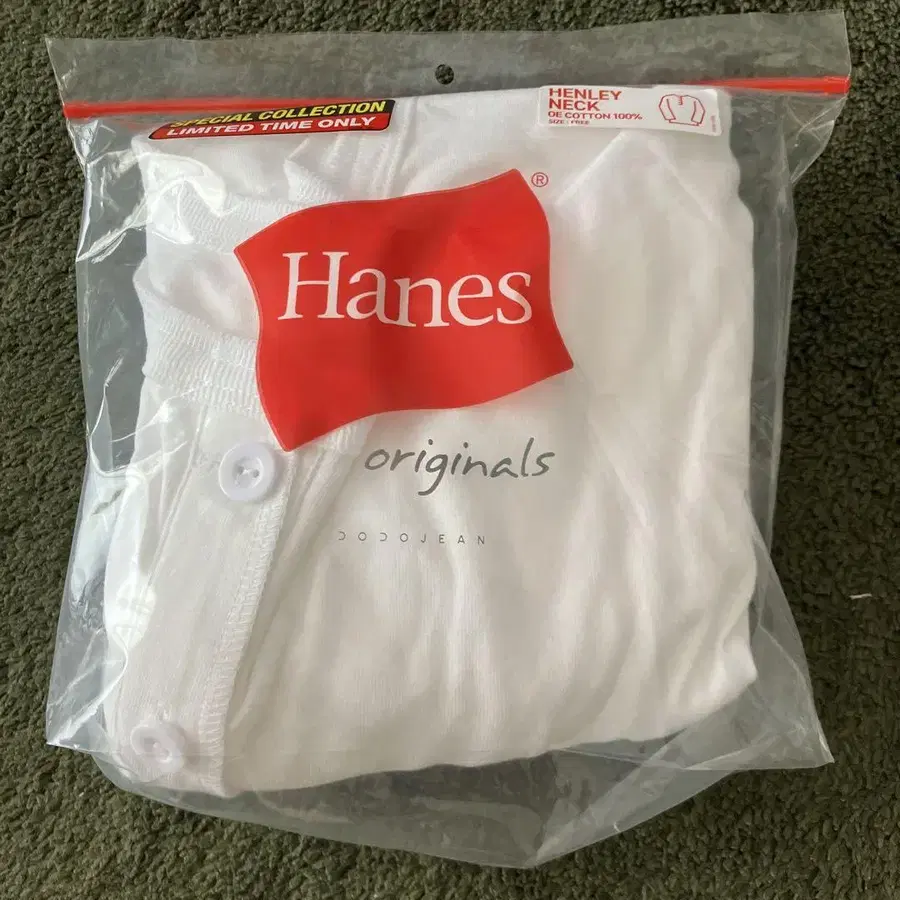 SPECIAL COLLECTION
LIMITED TIME ONLY
HENLEY
NECK
OE COTTON 100%
SIZE : FREE
Hanes®
originals
DODOJEAN